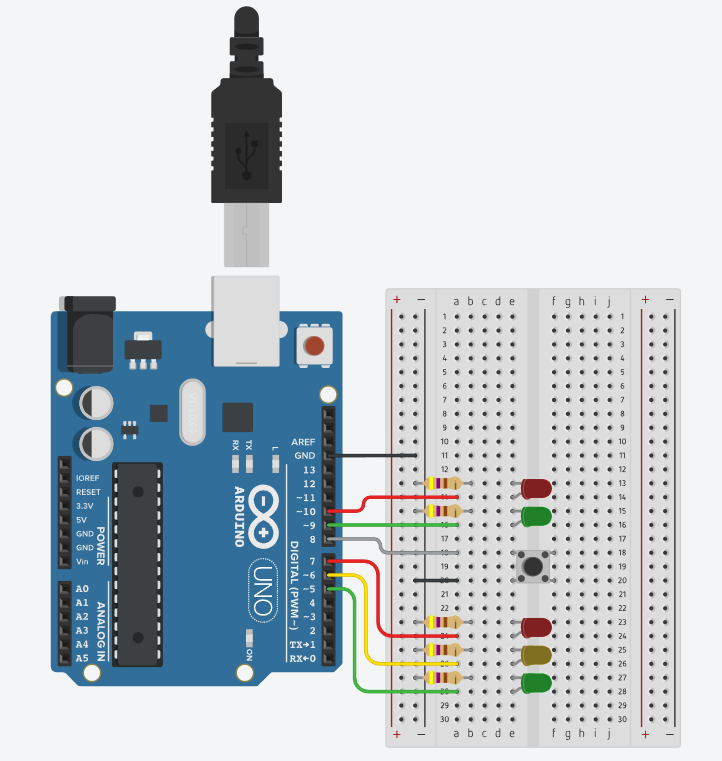 + − a b c d e f g h i j + −
1 1
2 2
3 3
4 4
5 5
6 6
7 7
8 8
9 9
10 10
11 11
12 12
13 13
14
15 15
16 16
17 17
18 18
19 19
20 20
21 21
22 22
23 23
24 24
25 25
26 26
27 27
28 28
29 29
30 30
+ − a b c d e f g h i j + −
AREF
GND
13
12
~11
~10
~9
8
7
~6
~5
4
~3
2
TX→1
RX←0
DIGITAL (PWM~)
RX
TX
L
ARDUINO
UNO
ON
IOREF
RESET
3.3V
5V
GND
GND
Vin
POWER
A0
A1
A2
A3
A4
A5
ANALOG IN